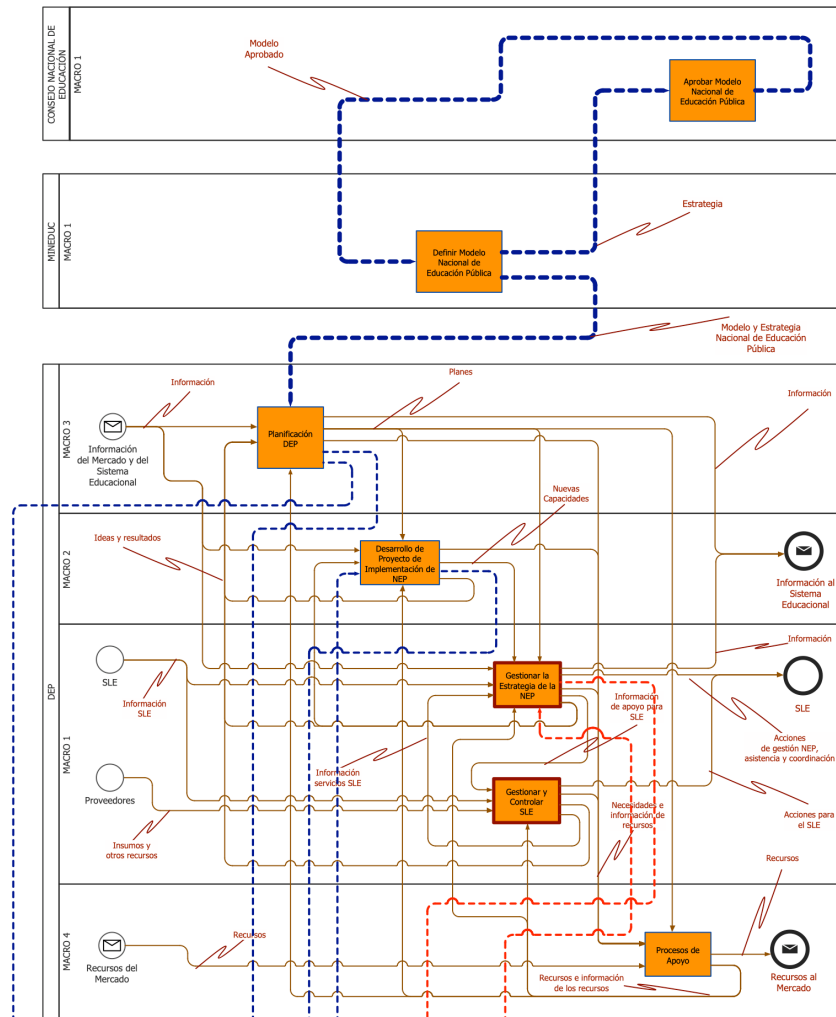 CONSEJO NACIONAL DE
EDUCACIÓN
MACRO 1
Modelo
Aprobado
Aprobar Modelo
Nacional de
Educación Pública
MINEDUC
MACRO 1
Estrategia
Definir Modelo
Nacional de
Educación Pública
Modelo y Estrategia
Nacional de Educación
Pública
DEP
MACRO 3
Información
Planes
Información
Información
del Mercado y del
Sistema
Educacional
Planificación
DEP
MACRO 2
Nuevas
Capacidades
Ideas y resultados
Desarrollo de
Proyecto de
Implementación de
NEP
Información al
Sistema
Educacional
MACRO 1
Información
SLE
Información
SLE
Gestionar la
Estrategia de la
NEP
Información
de apoyo para
SLE
SLE
Acciones
de gestión NEP,
asistencia y coordinación
Información
servicios SLE
Proveedores
Gestionar y
Controlar
SLE
Necesidades e
información de
recursos
Acciones para
el SLE
Insumos y
otros recursos
MACRO 4
Recursos
Recursos
Recursos del
Mercado
Procesos de
Apoyo
Recursos al
Mercado
Recursos e información
de los recursos